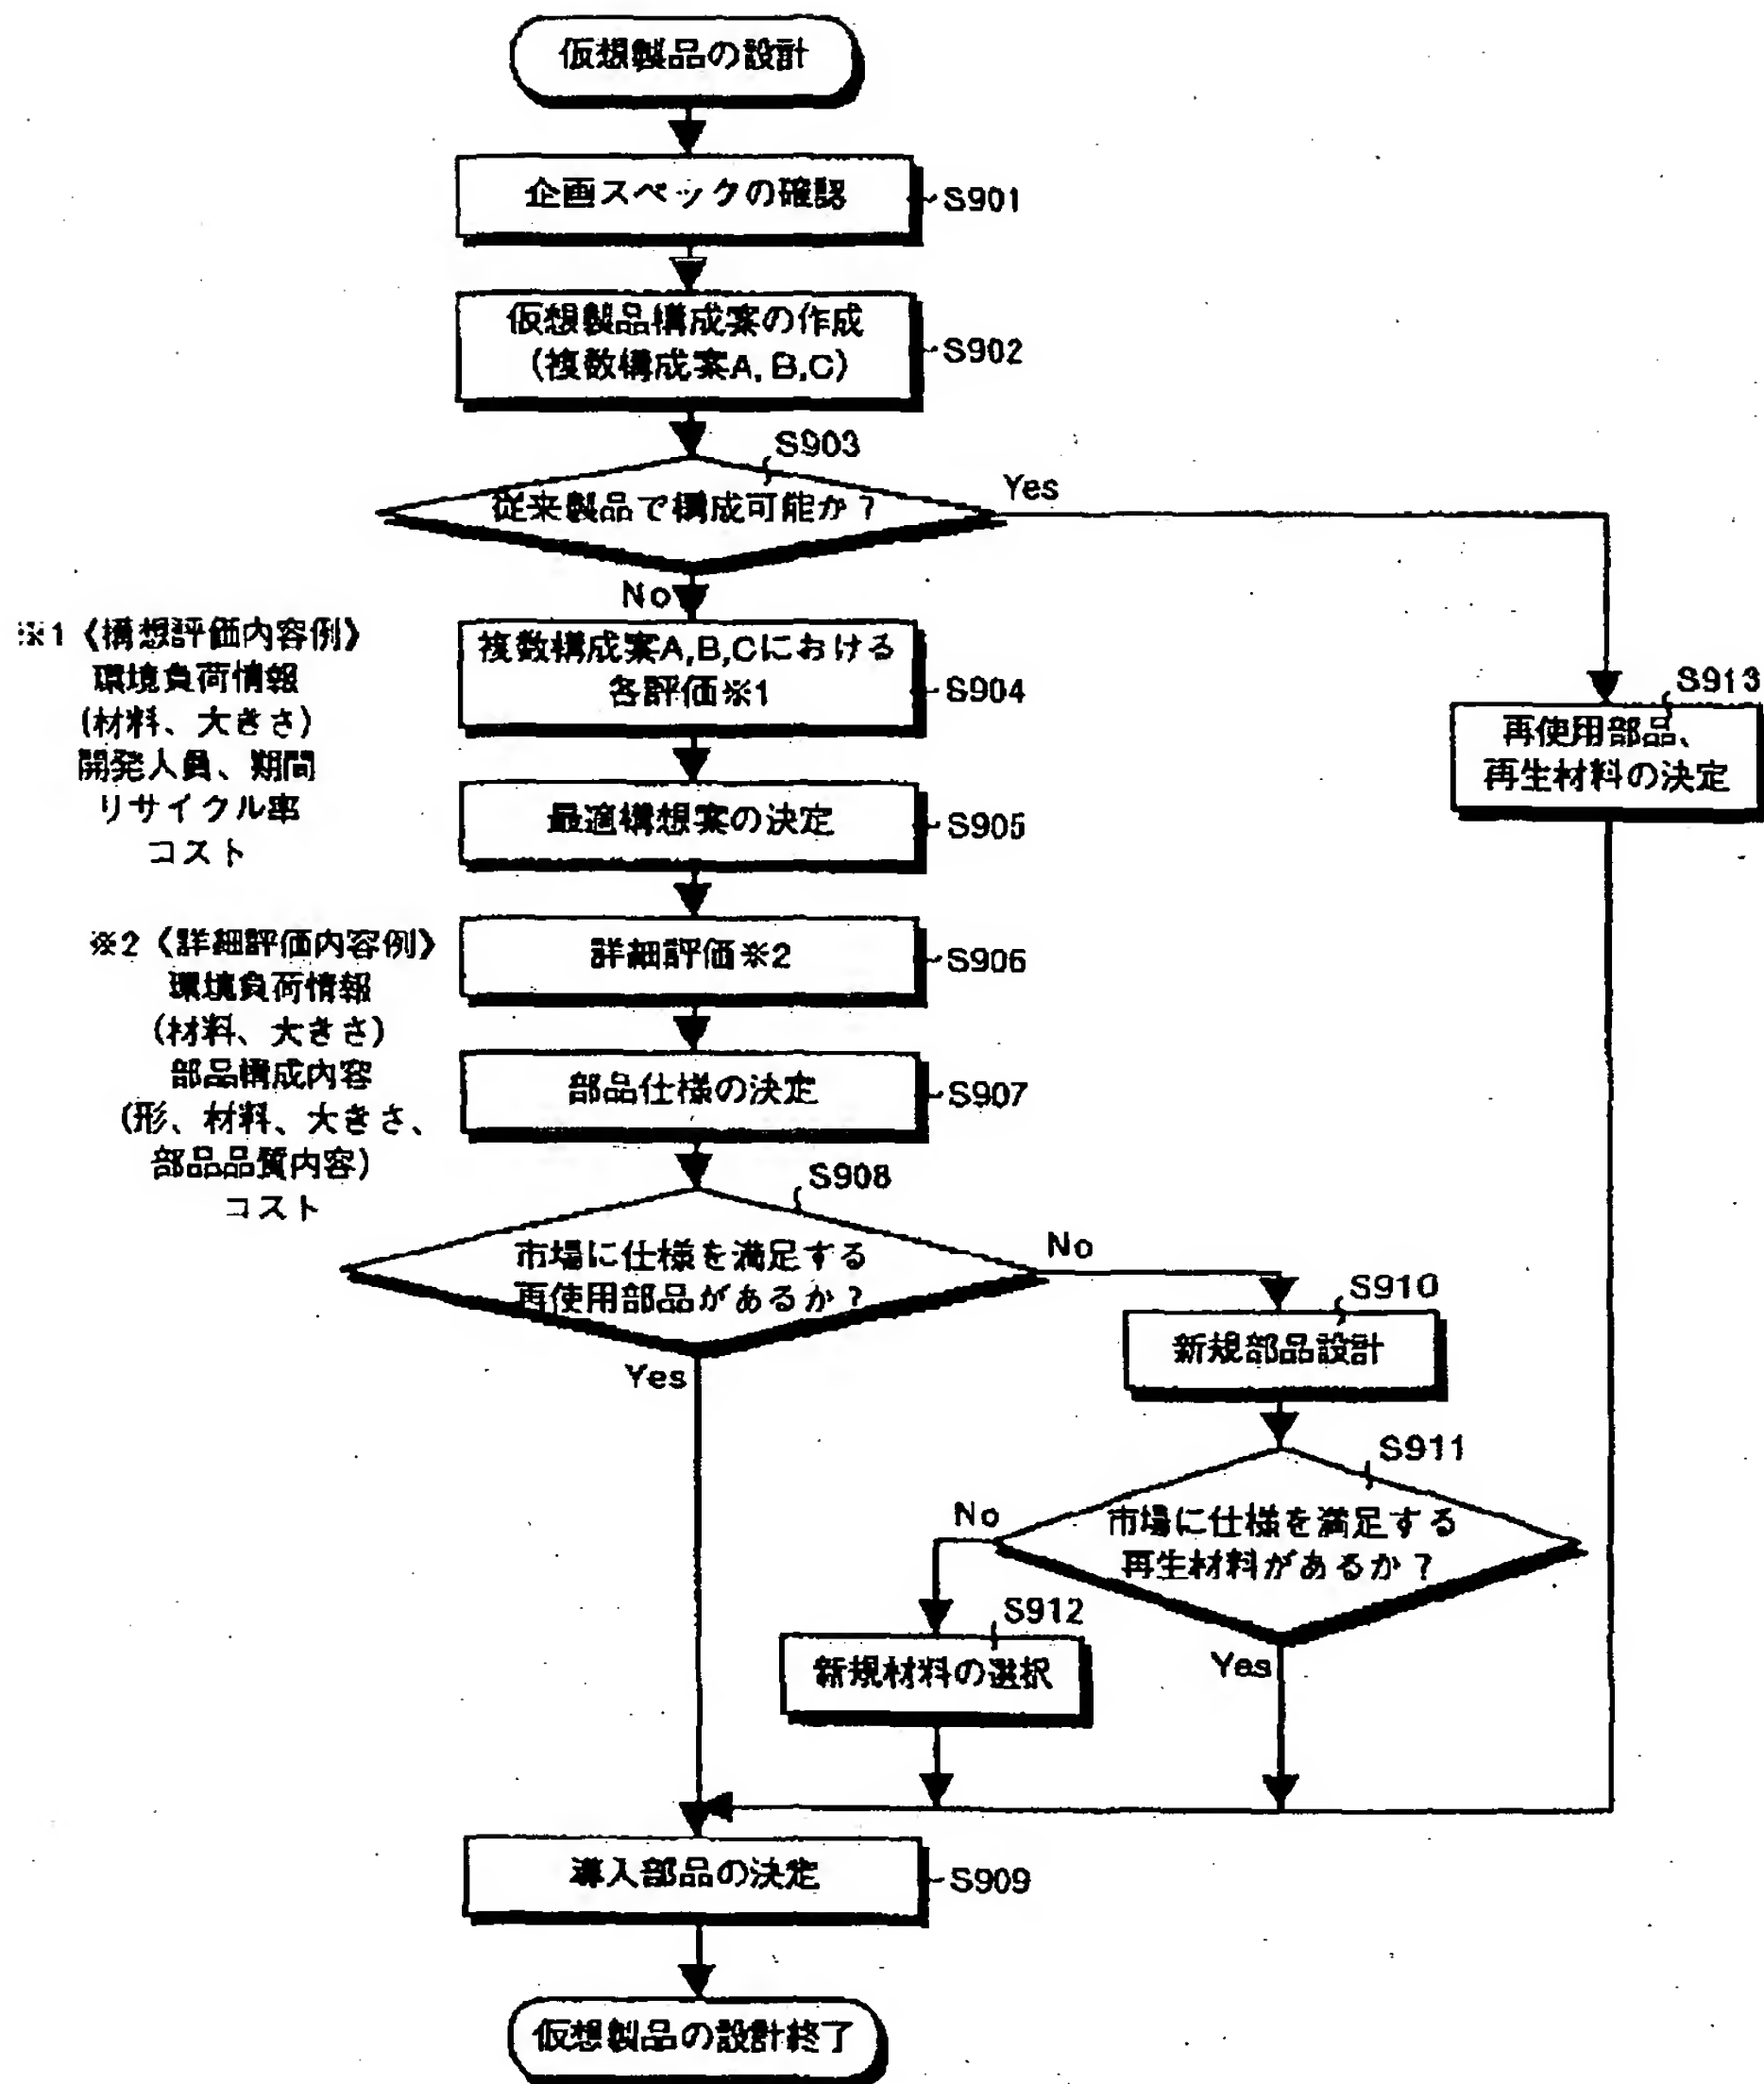 仮想製品の設計
企画スペックの確認
S901
仮想製品構成案の作成
(複数構成案A, B,C)
S902
S903
従来製品で構成可能か？
Yes
No
※1《構想評価内容例》
環境負荷情報
(材料、大きさ)
開発人員、期間
リサイクル率
コスト
複数構成案A,B,Cにおける
各評価※1
S904
S913
再使用部品、
再生材料の決定
最適構想案の決定
S905
※2《詳細評価内容例》
環境負荷情報
(材料、大きさ)
部品構成内容
(形、材料、大きさ、
部品品質内容)
コスト
詳細評価※2
S906
部品仕様の決定
S907
S908
市場に仕様を満足する
再使用部品があるか？
No
Yes
S910
新規部品設計
S911
市場に仕様を満足する
再生材料があるか？
No
Yes
S912
新規材料の選択
導入部品の決定
S909
仮想製品の設計終了